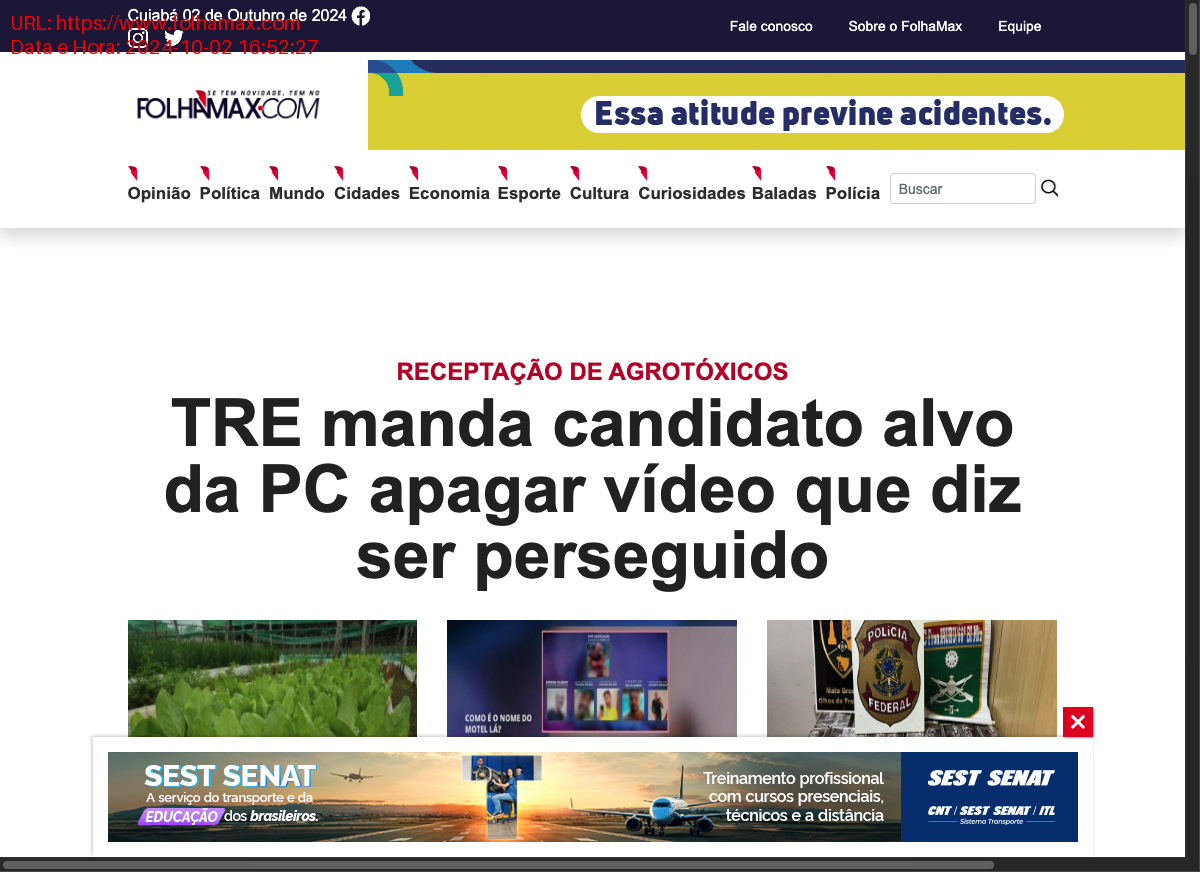 Cuiabá 02 de Outubro de 2024
URL: https://www.folhamax.com
Data e Hora: 2024-10-02 16:52:27
Fale conosco Sobre o FolhaMax Equipe
SE TEM NOVIDADE, TEM NO
FOLHAMAX.COM
Essa atitude previne acidentes.
Opinião Política Mundo Cidades Economia Esporte Cultura Curiosidades Baladas Polícia Buscar
RECEPTAÇÃO DE AGROTÓXICOS
TRE manda candidato alvo
da PC apagar vídeo que diz
ser perseguido
COMO É O NOME DO
MOTEL LÁ?
POLÍCIA
FEDERAL
Mato Gros
SEST SENAT
A serviço do transporte e da
EDUCAÇÃO dos brasileiros.
Treinamento profissional
com cursos presenciais,
técnicos e a distância
SEST SENAT
CNT / SEST SENAT / ITL
Sistema Transporte